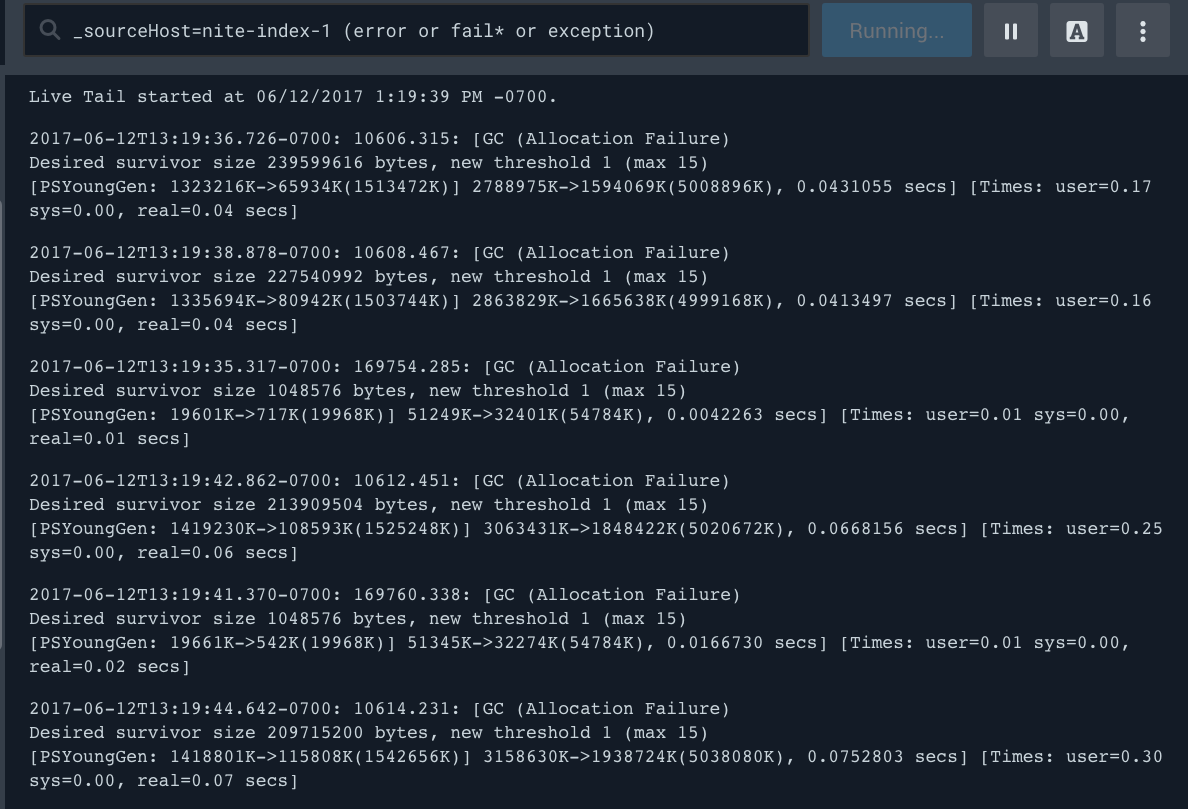 _sourceHost=nite-index-1 (error or fail* or exception)
Running...
A
Live Tail started at 06/12/2017 1:19:39 PM -0700.
2017-06-12T13:19:36.726-0700: 10606.315: [GC (Allocation Failure)
Desired survivor size 239599616 bytes, new threshold 1 (max 15)
[PSYoungGen: 1323216K->65934K(1513472K)] 2788975K->1594069K(5008896K), 0.0431055 secs] [Times: user=0.17
sys=0.00, real=0.04 secs]
2017-06-12T13:19:38.878-0700: 10608.467: [GC (Allocation Failure)
Desired survivor size 227540992 bytes, new threshold 1 (max 15)
[PSYoungGen: 1335694K->80942K(1503744K)] 2863829K->1665638K(4999168K), 0.0413497 secs] [Times: user=0.16
sys=0.00, real=0.04 secs]
2017-06-12T13:19:35.317-0700: 169754.285: [GC (Allocation Failure)
Desired survivor size 1048576 bytes, new threshold 1 (max 15)
[PSYoungGen: 19601K->717K(19968K)] 51249K->32401K(54784K), 0.0042263 secs] [Times: user=0.01 sys=0.00,
real=0.01 secs]
2017-06-12T13:19:42.862-0700: 10612.451: [GC (Allocation Failure)
Desired survivor size 213909504 bytes, new threshold 1 (max 15)
[PSYoungGen: 1419230K->108593K(1525248K)] 3063431K->1848422K(5020672K), 0.0668156 secs] [Times: user=0.25
sys=0.00, real=0.06 secs]
2017-06-12T13:19:41.370-0700: 169760.338: [GC (Allocation Failure)
Desired survivor size 1048576 bytes, new threshold 1 (max 15)
[PSYoungGen: 19661K->542K(19968K)] 51345K->32274K(54784K), 0.0166730 secs] [Times: user=0.01 sys=0.00,
real=0.02 secs]
2017-06-12T13:19:44.642-0700: 10614.231: [GC (Allocation Failure)
Desired survivor size 209715200 bytes, new threshold 1 (max 15)
[PSYoungGen: 1418801K->115808K(1542656K)] 3158630K->1938724K(5038080K), 0.0752803 secs] [Times: user=0.30
sys=0.00, real=0.07 secs]